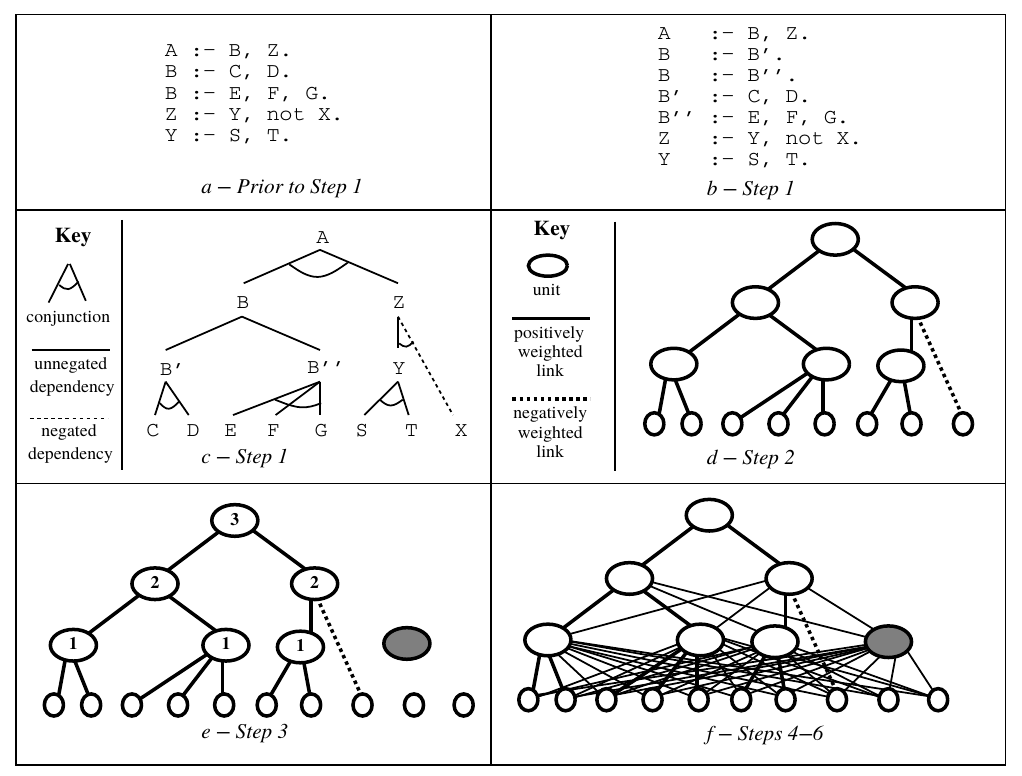 A :- B, Z.
B :- C, D.
B :- E, F, G.
Z :- Y, not X.
Y :- S, T.
a – Prior to Step 1
A :- B, Z.
B :- B'.
B :- B''.
B' :- C, D.
B'' :- E, F, G.
Z :- Y, not X.
Y :- S, T.
b – Step 1
Key
conjunction
unnegated
dependency
negated
dependency
A
B Z
B' B'' Y
C D E F G S T X
c – Step 1
Key
unit
positively
weighted
link
negatively
weighted
link
d – Step 2
3
2 2
1 1 1
e – Step 3
f – Steps 4–6